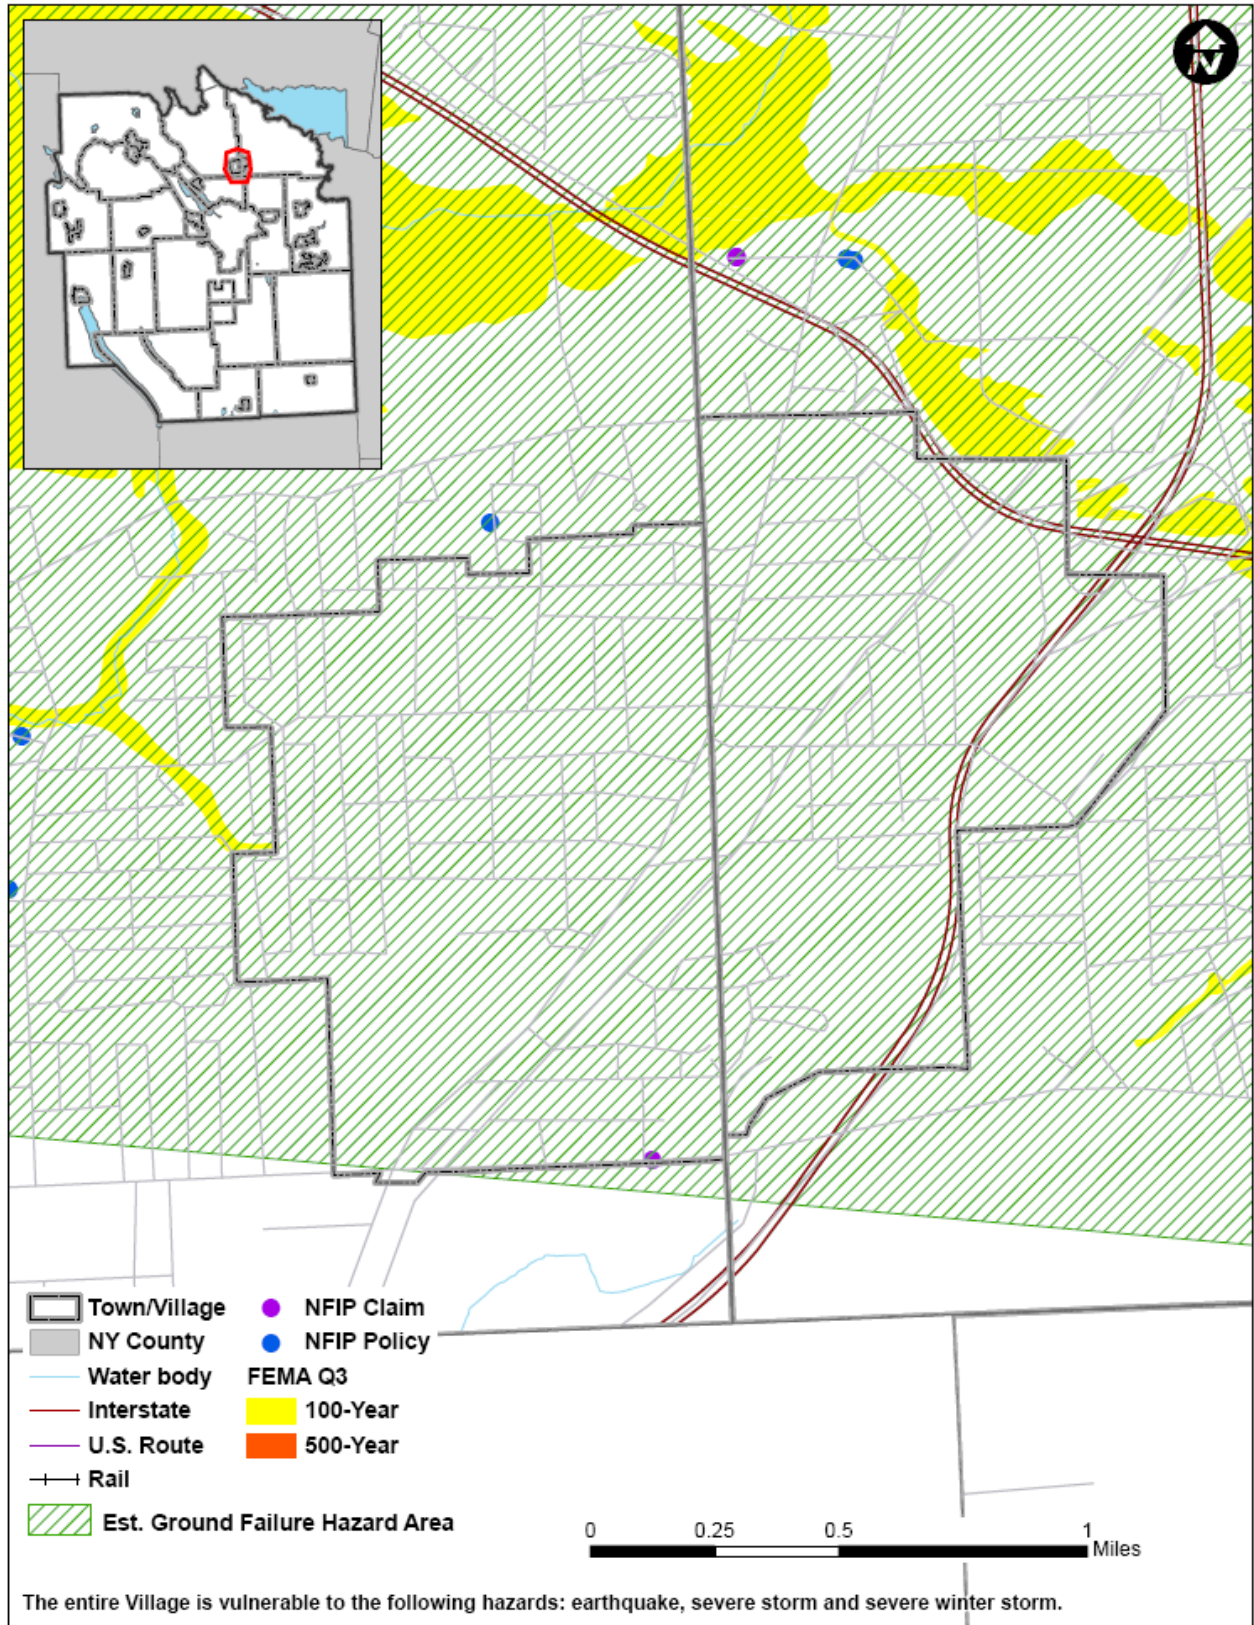 N
Town/Village
NFIP Claim
NY County
NFIP Policy
Water body
FEMA Q3
Interstate
100-Year
U.S. Route
500-Year
Rail
Est. Ground Failure Hazard Area
0 0.25 0.5 1
Miles
The entire Village is vulnerable to the following hazards: earthquake, severe storm and severe winter storm.